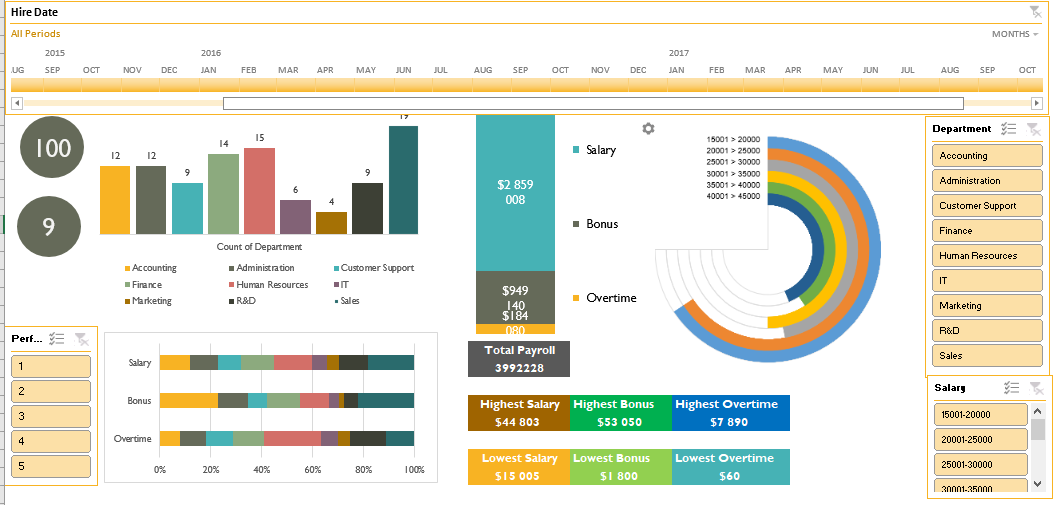 Hire Date
All Periods
MONTHS
2015 2016 2017
UG SEP OCT NOV DEC JAN FEB MAR APR MAY JUN JUL AUG SEP OCT NOV DEC JAN FEB MAR APR MAY JUN JUL AUG SEP OCT
100
9
12 12 9 14 15 6 4 9 19
Count of Department
Accounting Administration Customer Support
Finance Human Resources IT
Marketing R&D Sales
$2 859
008
$949
140
$184
080
Salary
Bonus
Overtime
Total Payroll
3992228
15001 > 20000
20001 > 25000
25001 > 30000
30001 > 35000
35001 > 40000
40001 > 45000
Department
Accounting
Administration
Customer Support
Finance
Human Resources
IT
Marketing
R&D
Sales
Perf...
1
2
3
4
5
Salary
Bonus
Overtime
0% 20% 40% 60% 80% 100%
Highest Salary Highest Bonus Highest Overtime
$44 803 $53 050 $7 890
Lowest Salary Lowest Bonus Lowest Overtime
$15 005 $1 800 $60
Salary
15001-20000
20001-25000
25001-30000
30001-35000